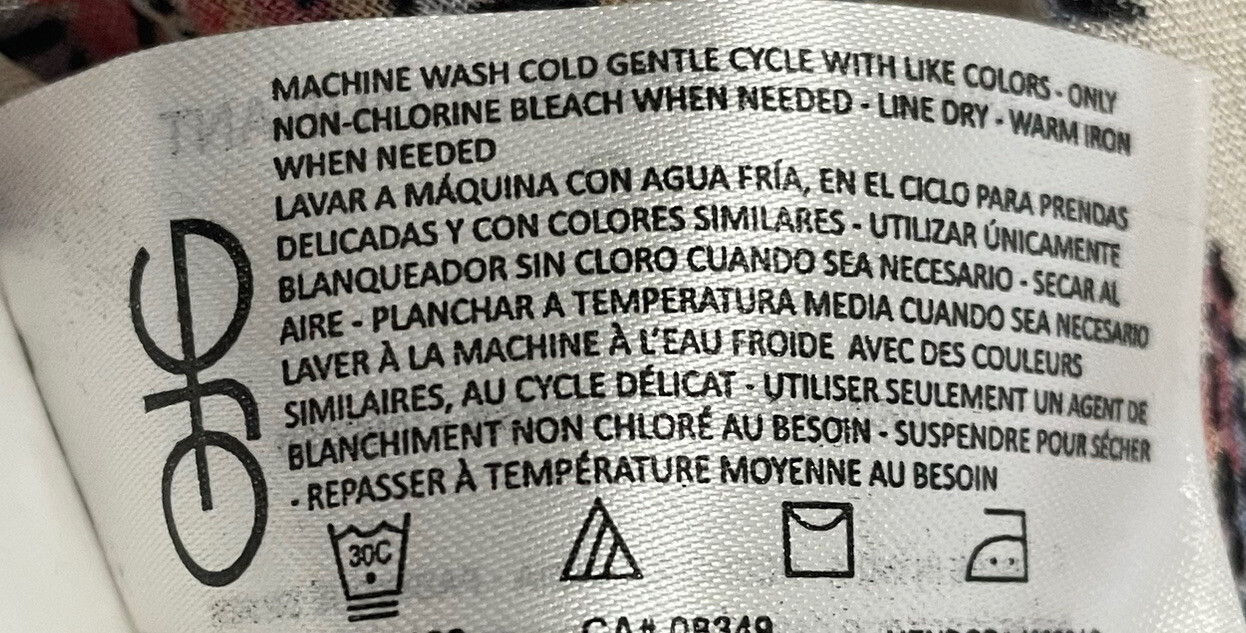 MACHINE WASH COLD GENTLE CYCLE WITH LIKE COLORS - ONLY
NON-CHLORINE BLEACH WHEN NEEDED - LINE DRY - WARM IRON
WHEN NEEDED
LAVAR A MÁQUINA CON AGUA FRÍA, EN EL CICLO PARA PRENDAS
DELICADAS Y CON COLORES SIMILARES - UTILIZAR ÚNICAMENTE
BLANQUEADOR SIN CLORO CUANDO SEA NECESARIO - SECAR AL
AIRE - PLANCHAR A TEMPERATURA MEDIA CUANDO SEA NECESARIO
LAVER À LA MACHINE À L'EAU FROIDE AVEC DES COULEURS
SIMILAIRES, AU CYCLE DÉLICAT - UTILISER SEULEMENT UN AGENT DE
BLANCHIMENT NON CHLORÉ AU BESOIN - SUSPENDRE POUR SÉCHER
- REPASSER À TEMPÉRATURE MOYENNE AU BESOIN
30C
CA# 08349